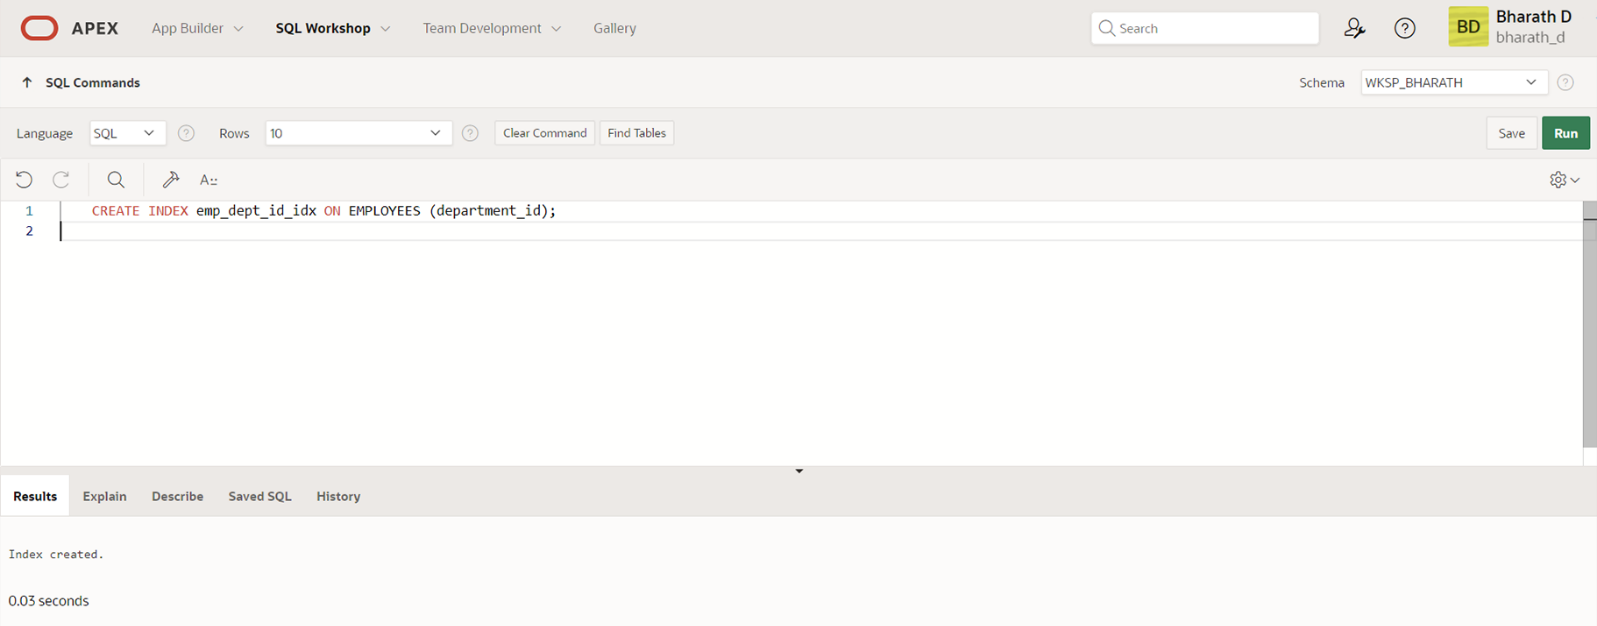 APEX App Builder SQL Workshop Team Development Gallery Search BD Bharath D
bharath_d
SQL Commands Schema WKSP_BHARATH
Language SQL Rows 10 Clear Command Find Tables Save Run
A::
1 CREATE INDEX emp_dept_id_idx ON EMPLOYEES (department_id);
2
Results Explain Describe Saved SQL History
Index created.
0.03 seconds